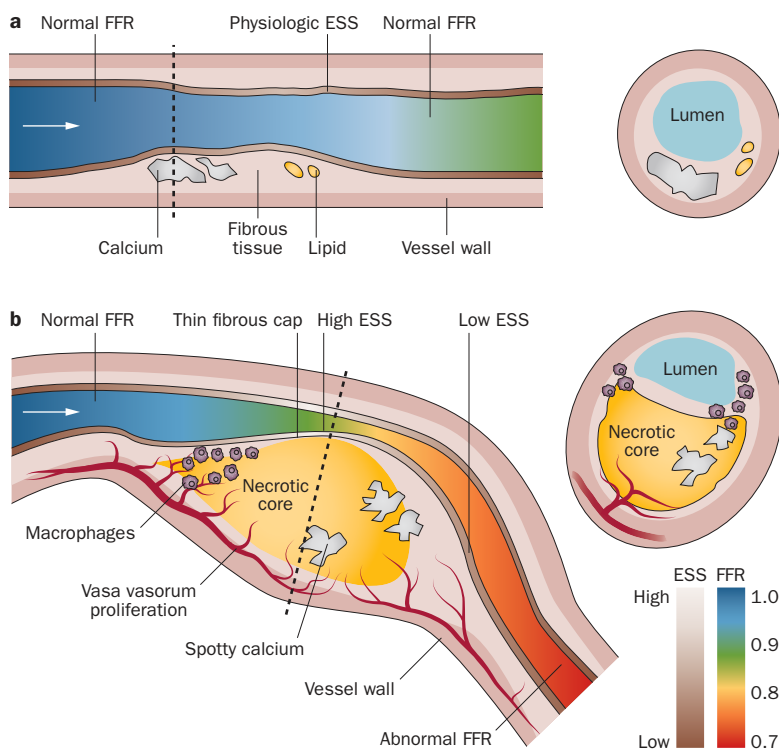 a
Normal FFR
Physiologic ESS
Normal FFR
Lumen
Calcium
Fibrous
tissue
Lipid
Vessel wall
b
Normal FFR
Thin fibrous cap
High ESS
Low ESS
Lumen
Necrotic
core
Necrotic
core
Macrophages
Vasa vasorum
proliferation
Spotty calcium
Vessel wall
Abnormal FFR
ESS FFR
High
1.0
0.9
0.8
Low
0.7